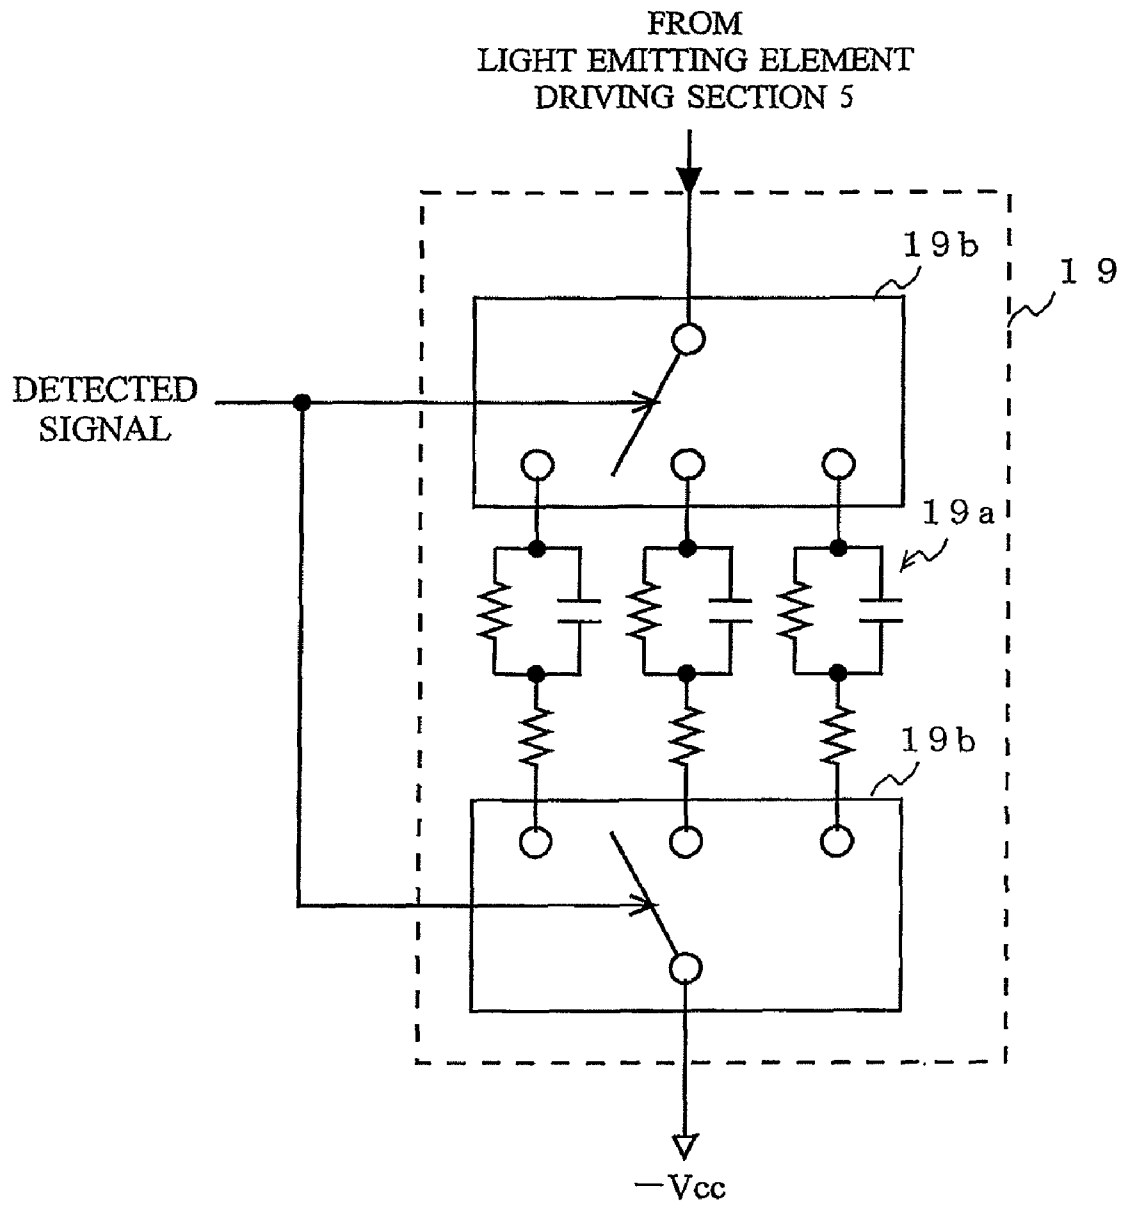 FROM
LIGHT EMITTING ELEMENT
DRIVING SECTION 5
19b
19
DETECTED
SIGNAL
19a
19b
-Vcc